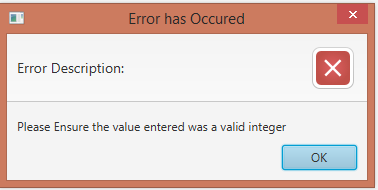 Error has Occured
Error Description:
Please Ensure the value entered was a valid integer
OK